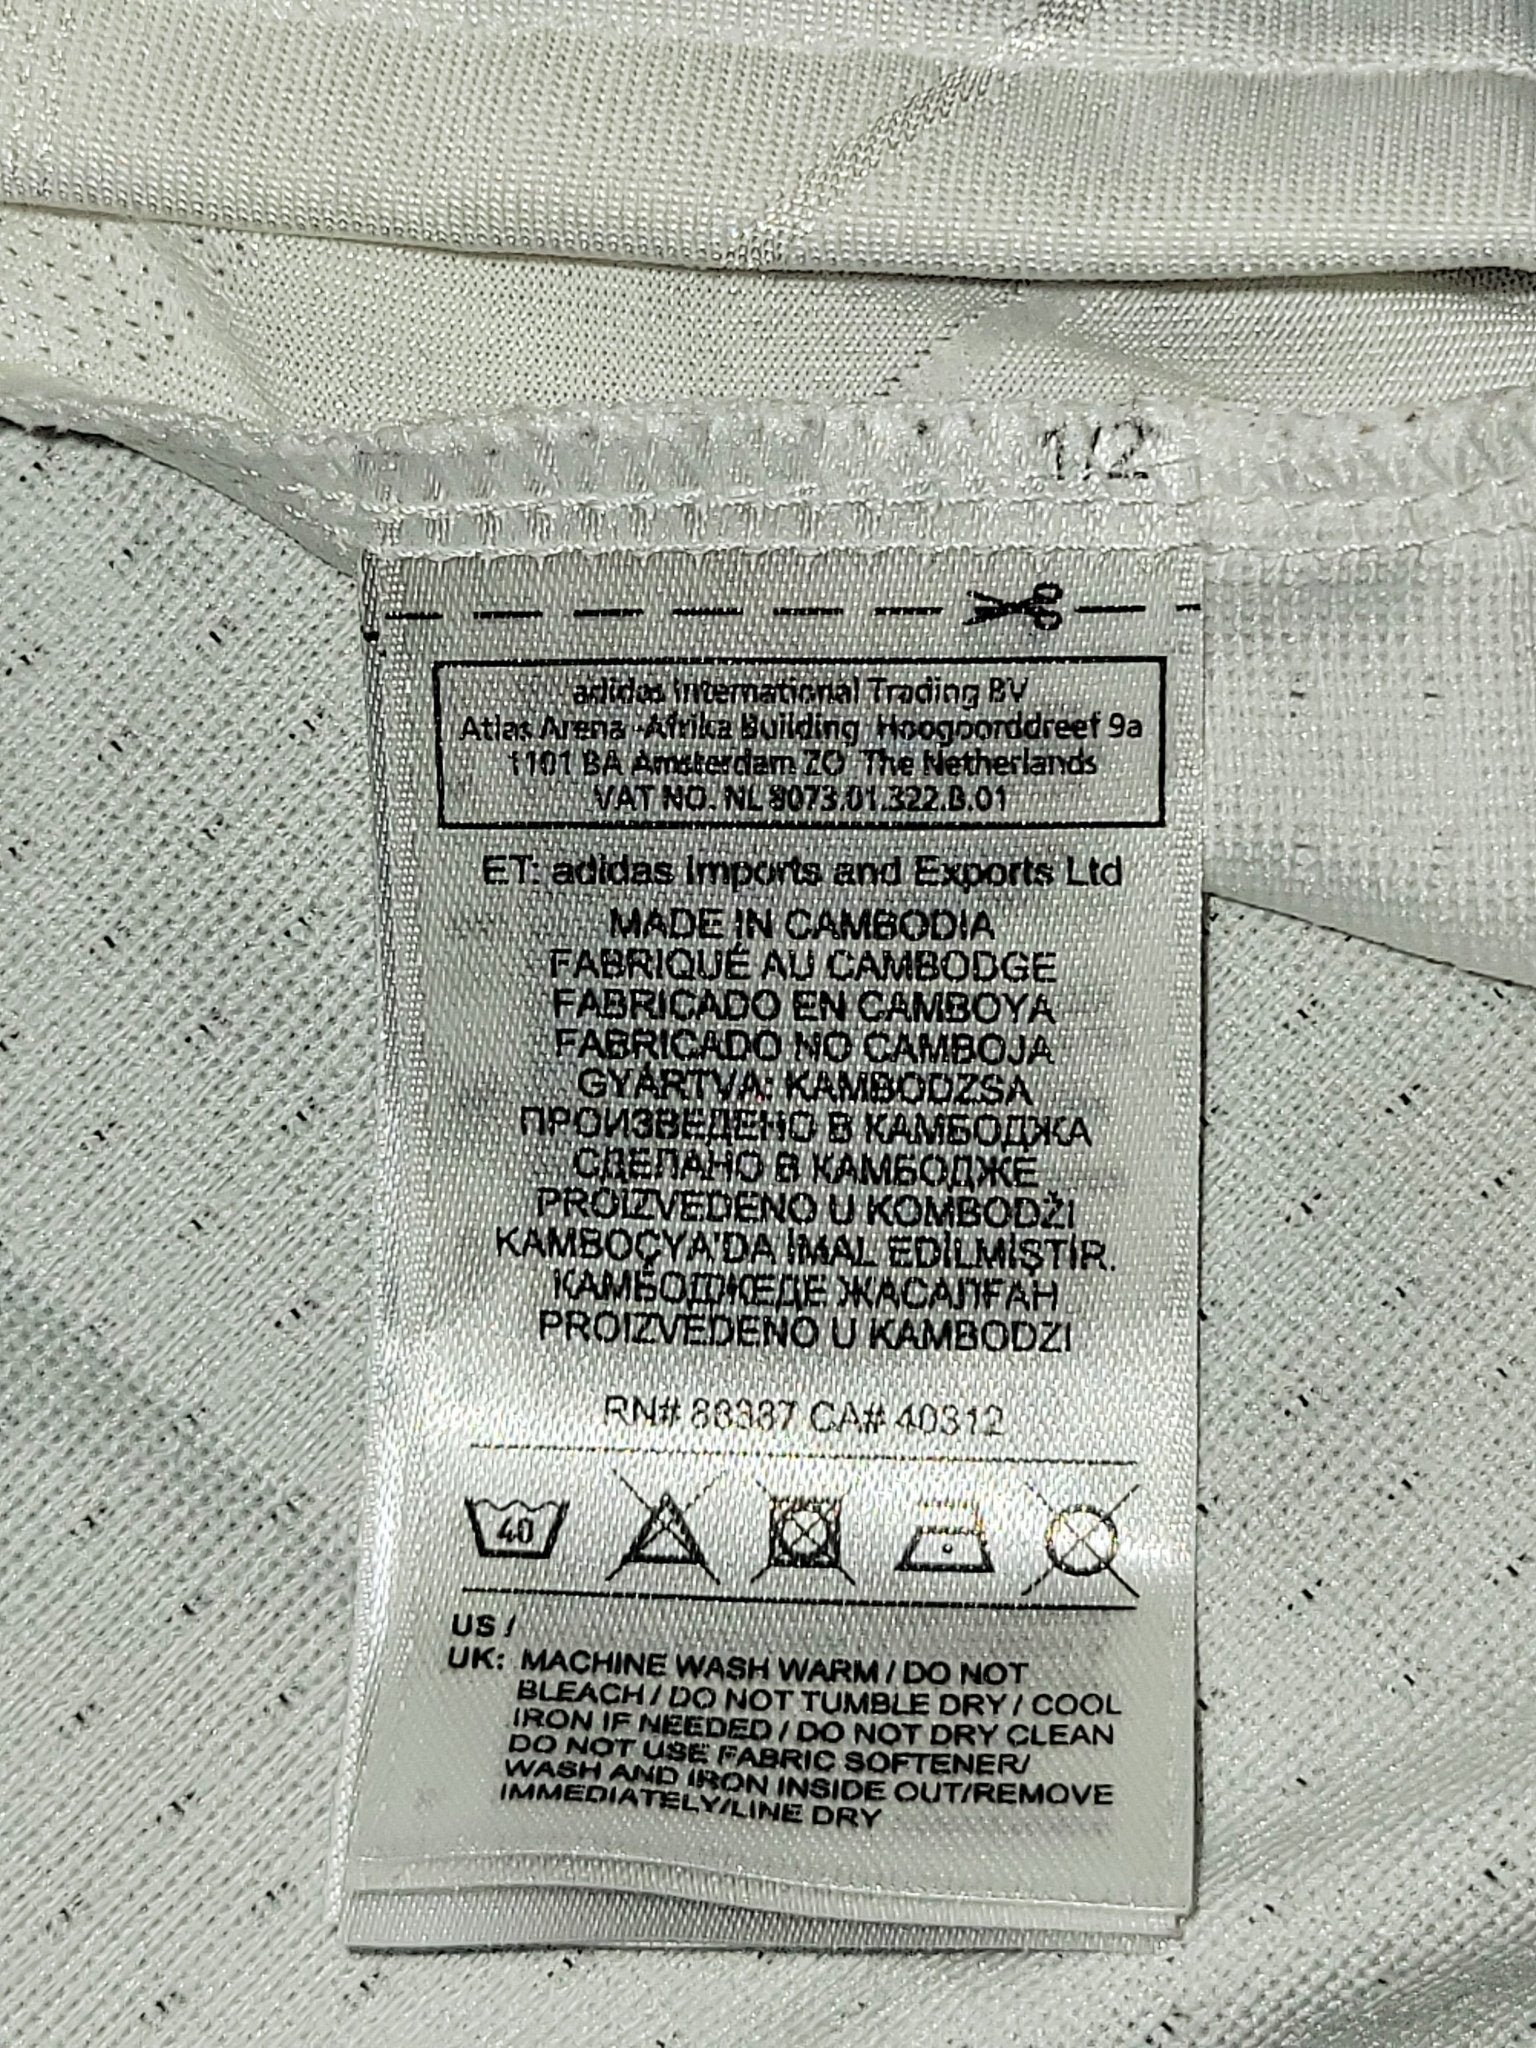 1/2
adidas International Trading BV
Atlas Arena -Afrika Building Hoogoorddreef 9a
1101 BA Amsterdam ZO The Netherlands
VAT NO. NL 8073.01.322.B.01
ET: adidas Imports and Exports Ltd
MADE IN CAMBODIA
FABRIQUÉ AU CAMBODGE
FABRICADO EN CAMBOYA
FABRICADO NO CAMBOJA
GYÁRTVA: KAMBODZSA
ПРОИЗВЕДЕНО В КАМБОДЖА
СДЕЛАНО В КАМБОДЖЕ
PROIZVEDENO U KOMBODŽI
KAMBOÇYA'DA İMAL EDİLMİŞTİR.
КАМБОДЖЕДЕ ЖАСАЛҒАН
PROIZVEDENO U KAMBODZI
RN# 88387 CA# 40312
40
US /
UK: MACHINE WASH WARM / DO NOT
BLEACH / DO NOT TUMBLE DRY / COOL
IRON IF NEEDED / DO NOT DRY CLEAN
DO NOT USE FABRIC SOFTENER/
WASH AND IRON INSIDE OUT/REMOVE
IMMEDIATELY/LINE DRY